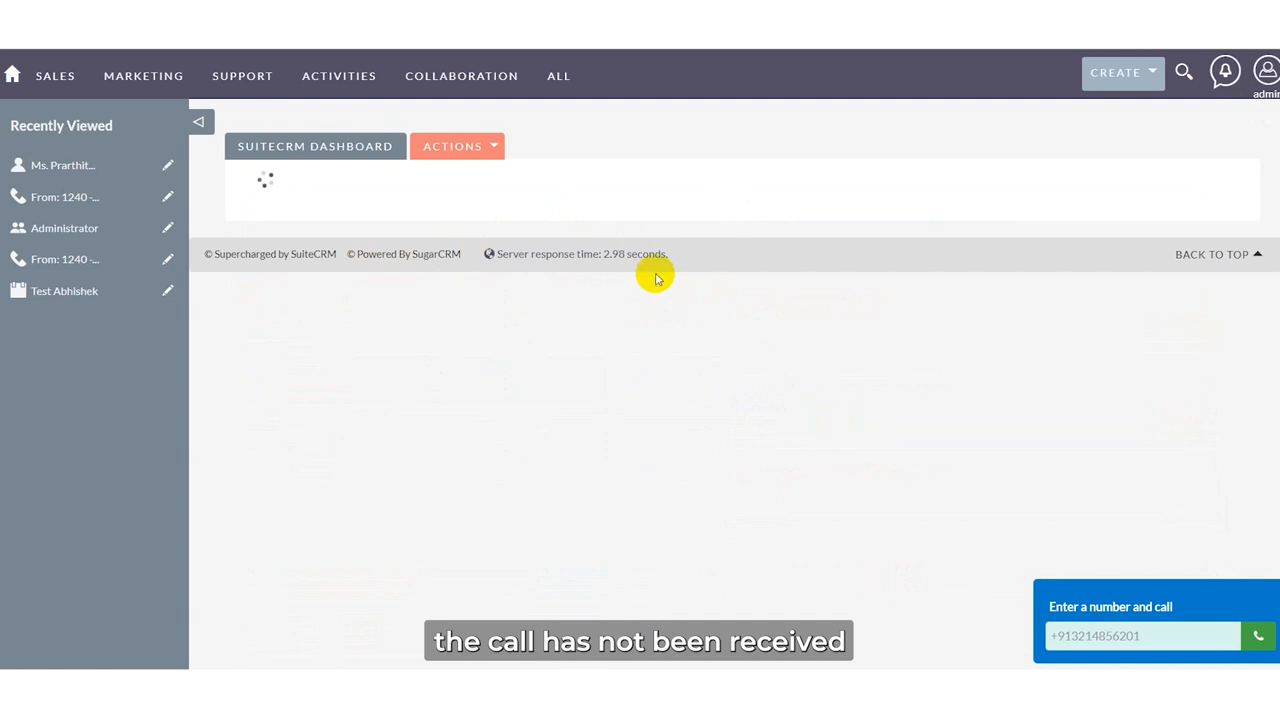 SALES MARKETING SUPPORT ACTIVITIES COLLABORATION ALL CREATE
admin
Recently Viewed
Ms. Prarthit...
From: 1240 -...
Administrator
From: 1240 -...
Test Abhishek
SUITECRM DASHBOARD ACTIONS
© Supercharged by SuiteCRM © Powered By SugarCRM Server response time: 2.98 seconds. BACK TO TOP
Enter a number and call
+913214856201
the call has not been received